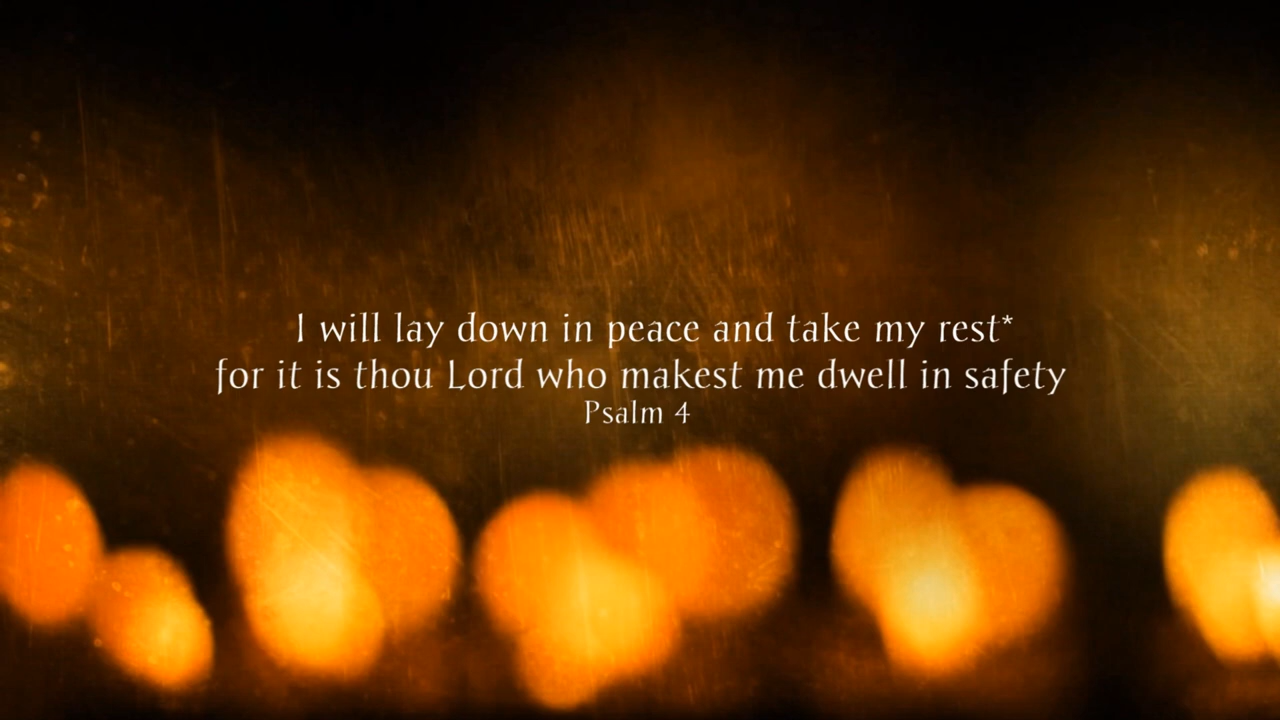 I will lay down in peace and take my rest*
for it is thou Lord who makest me dwell in safety
Psalm 4